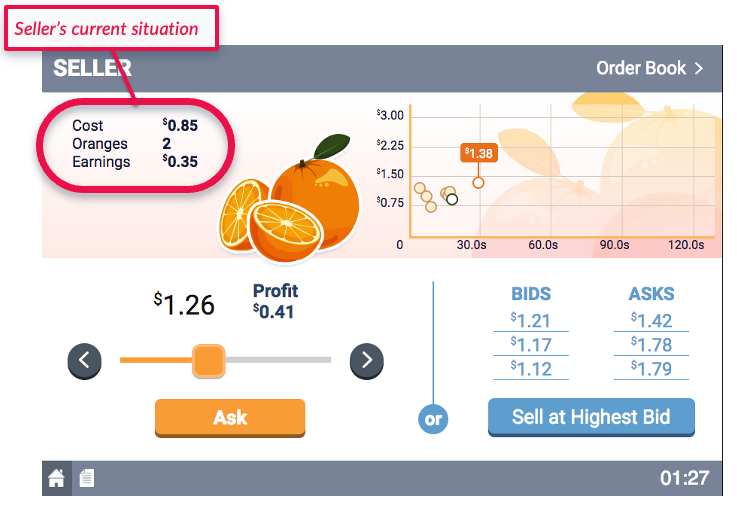 Seller's current situation
SELLER
Order Book >
Cost $0.85
Oranges 2
Earnings $0.35
$3.00
$2.25
$1.50
$0.75
$1.38
0 30.0s 60.0s 90.0s 120.0s
$1.26
Profit
$0.41
Ask
or
BIDS ASKS
$1.21 $1.42
$1.17 $1.78
$1.12 $1.79
Sell at Highest Bid
01:27